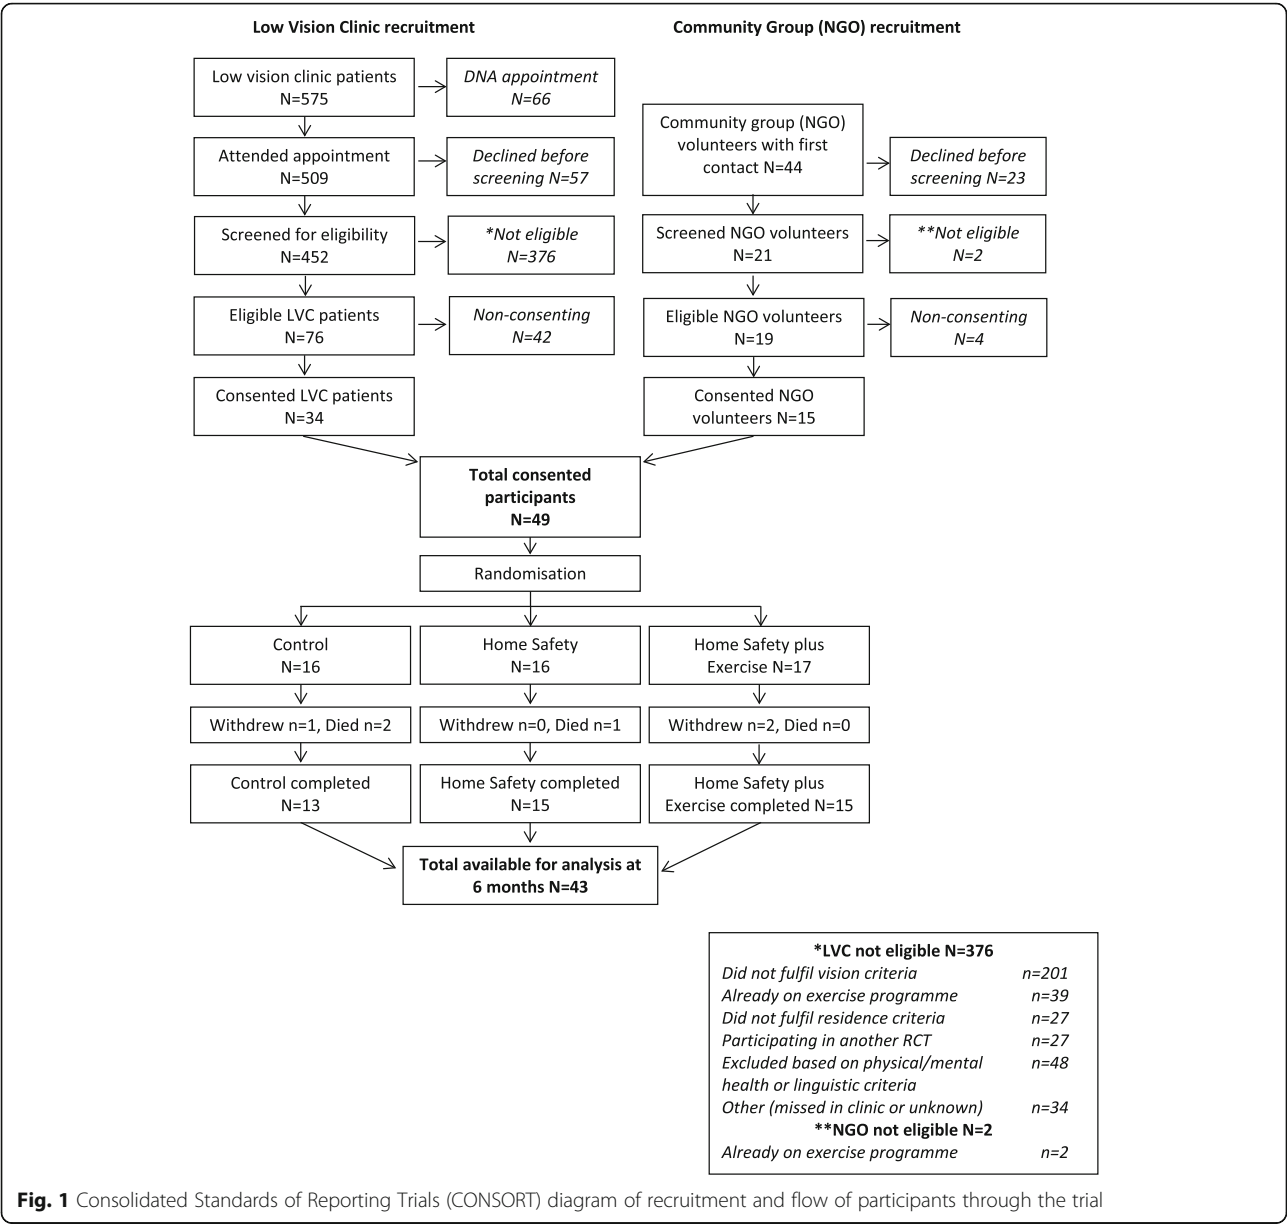 Low Vision Clinic recruitment
Community Group (NGO) recruitment
Low vision clinic patients
N=575
DNA appointment
N=66
Attended appointment
N=509
Declined before
screening N=57
Screened for eligibility
N=452
*Not eligible
N=376
Eligible LVC patients
N=76
Non-consenting
N=42
Consented LVC patients
N=34
Community group (NGO)
volunteers with first
contact N=44
Declined before
screening N=23
Screened NGO volunteers
N=21
**Not eligible
N=2
Eligible NGO volunteers
N=19
Non-consenting
N=4
Consented NGO
volunteers N=15
Total consented
participants
N=49
Randomisation
Control
N=16
Home Safety
N=16
Home Safety plus
Exercise N=17
Withdrew n=1, Died n=2
Withdrew n=0, Died n=1
Withdrew n=2, Died n=0
Control completed
N=13
Home Safety completed
N=15
Home Safety plus
Exercise completed N=15
Total available for analysis at
6 months N=43
*LVC not eligible N=376
Did not fulfil vision criteria n=201
Already on exercise programme n=39
Did not fulfil residence criteria n=27
Participating in another RCT n=27
Excluded based on physical/mental n=48
health or linguistic criteria
Other (missed in clinic or unknown) n=34
**NGO not eligible N=2
Already on exercise programme n=2
Fig. 1 Consolidated Standards of Reporting Trials (CONSORT) diagram of recruitment and flow of participants through the trial